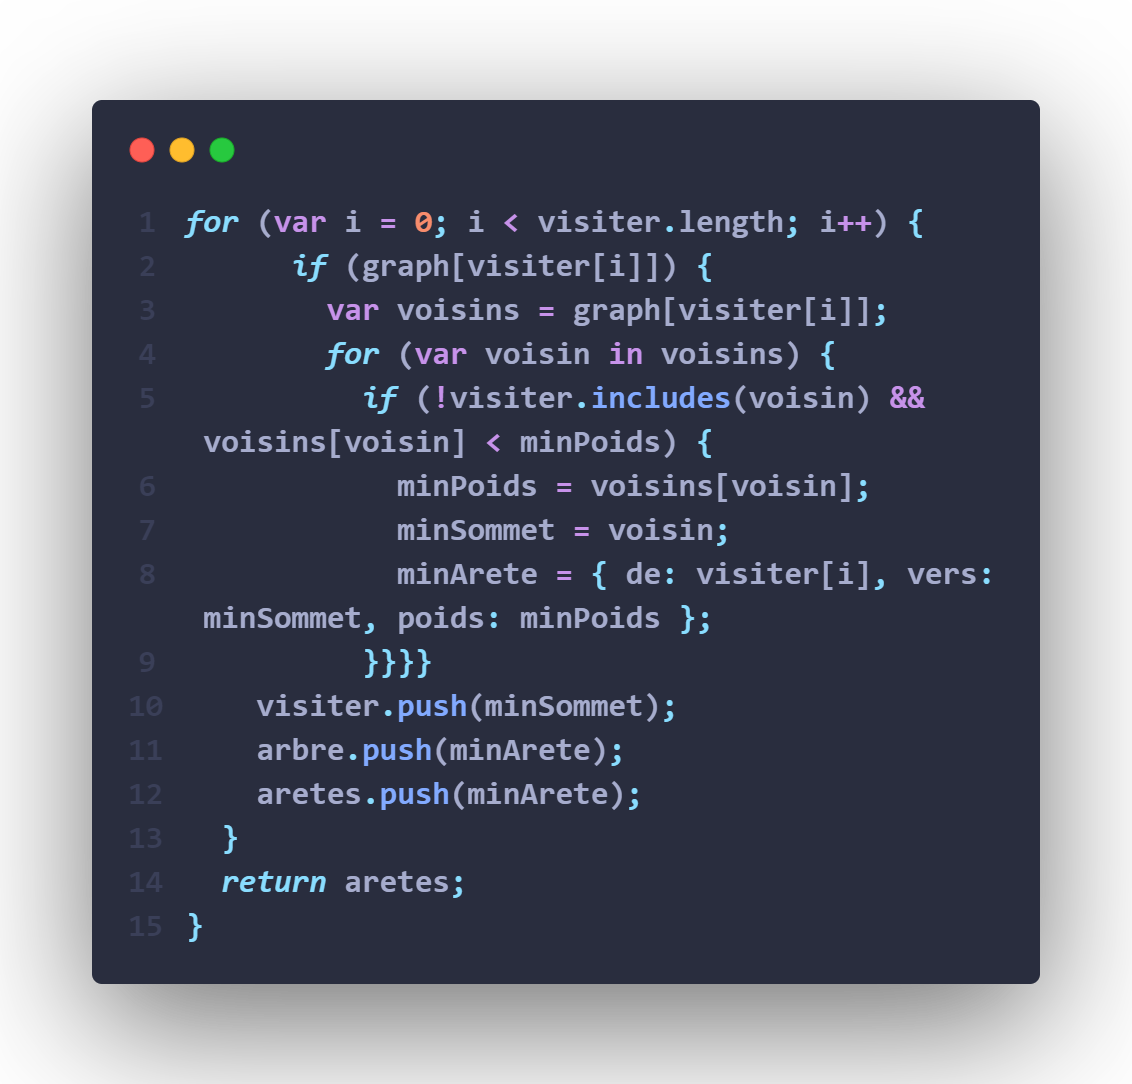 1 for (var i = 0; i < visiter.length; i++) {
2 if (graph[visiter[i]]) {
3 var voisins = graph[visiter[i]];
4 for (var voisin in voisins) {
5 if (!visiter.includes(voisin) &&
voisins[voisin] < minPoids) {
6 minPoids = voisins[voisin];
7 minSommet = voisin;
8 minArete = { de: visiter[i], vers:
minSommet, poids: minPoids };
9 }}}}
10 visiter.push(minSommet);
11 arbre.push(minArete);
12 aretes.push(minArete);
13 }
14 return aretes;
15 }